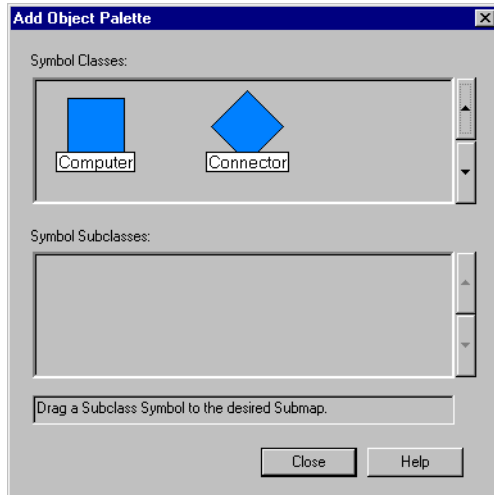 Add Object Palette
Symbol Classes:
Computer
Connector
Symbol Subclasses:
Drag a Subclass Symbol to the desired Submap.
Close
Help